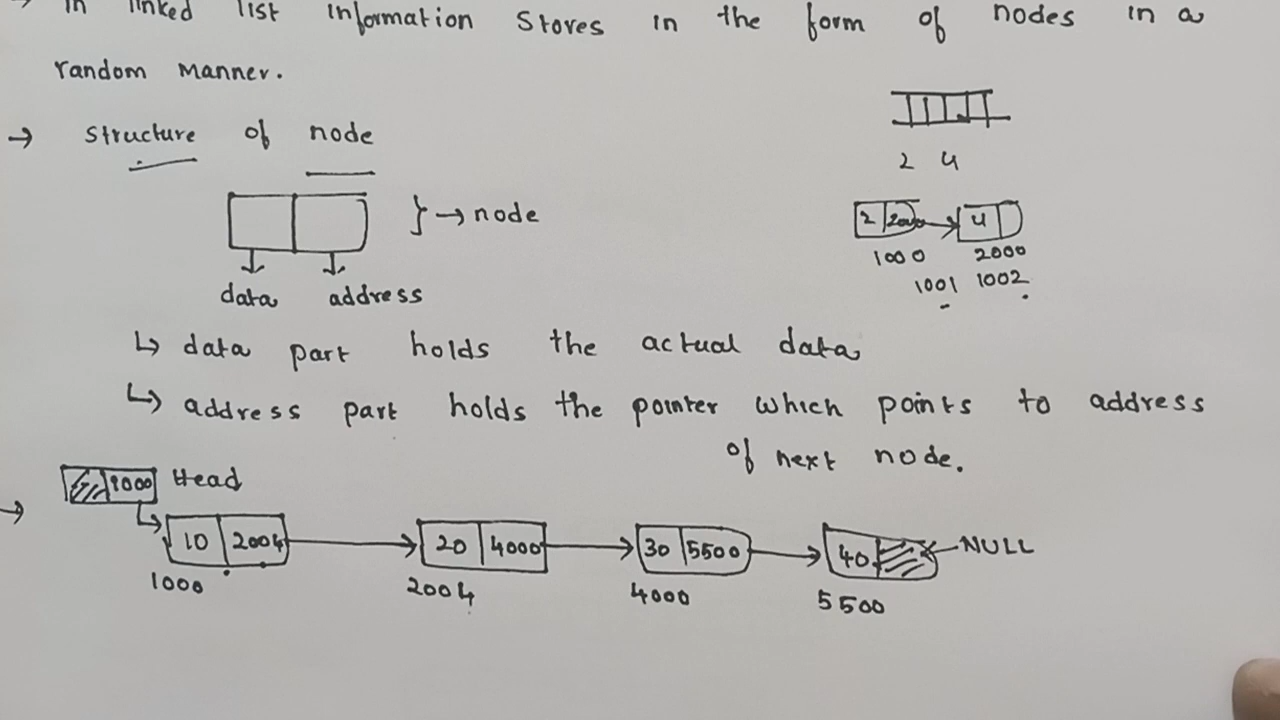 → in linked list information Stores in the form of nodes in a
random manner.
→ Structure of node
} → node
data address
2 4
2 2000 4
1000 2000
1001 1002
↳ data part holds the actual data
↳ address part holds the pointer which points to address
of next node.
1000 Head
→ 10 2004 20 4000 30 5500 40 NULL
1000 2004 4000 5500